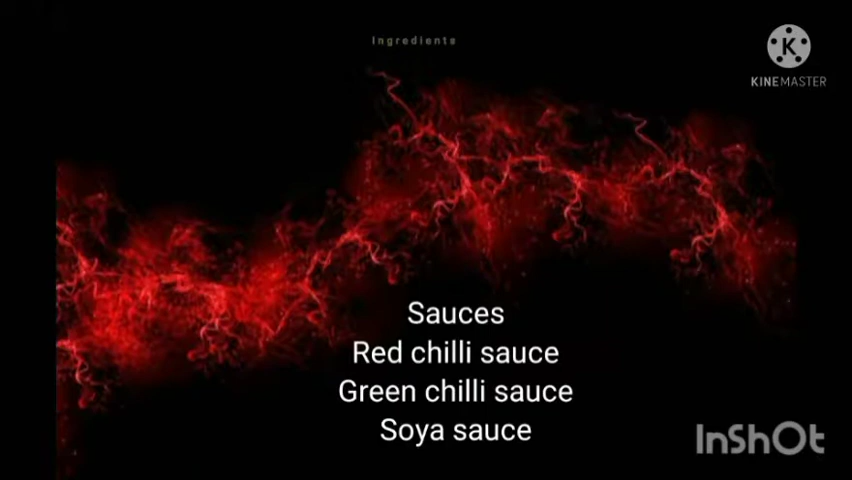 Ingredients
K
KINEMASTER
Sauces
Red chilli sauce
Green chilli sauce
Soya sauce
InShOt